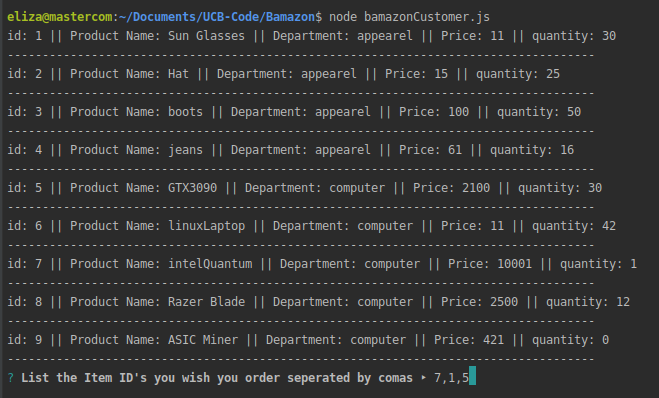 eliza@mastercom:~/Documents/UCB-Code/Bamazon$ node bamazonCustomer.js
id: 1 || Product Name: Sun Glasses || Department: appearel || Price: 11 || quantity: 30
------------------------------------------------------------------------------------
id: 2 || Product Name: Hat || Department: appearel || Price: 15 || quantity: 25
------------------------------------------------------------------------------------
id: 3 || Product Name: boots || Department: appearel || Price: 100 || quantity: 50
------------------------------------------------------------------------------------
id: 4 || Product Name: jeans || Department: appearel || Price: 61 || quantity: 16
------------------------------------------------------------------------------------
id: 5 || Product Name: GTX3090 || Department: computer || Price: 2100 || quantity: 30
------------------------------------------------------------------------------------
id: 6 || Product Name: linuxLaptop || Department: computer || Price: 11 || quantity: 42
------------------------------------------------------------------------------------
id: 7 || Product Name: intelQuantum || Department: computer || Price: 10001 || quantity: 1
------------------------------------------------------------------------------------
id: 8 || Product Name: Razer Blade || Department: computer || Price: 2500 || quantity: 12
------------------------------------------------------------------------------------
id: 9 || Product Name: ASIC Miner || Department: computer || Price: 421 || quantity: 0
------------------------------------------------------------------------------------
? List the Item ID's you wish you order seperated by comas ‣ 7,1,5